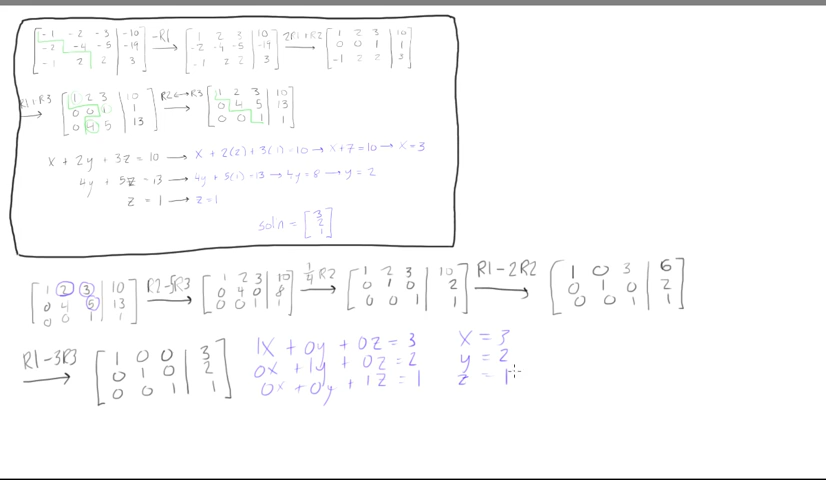 [-1 -2 -3 | -10] -R1 → [1 2 3 | 10] 2R1+R2 → [1 2 3 | 10]
[-2 -4 -5 | -19] [-2 -4 -5 | -19] [0 0 1 | 1]
[-1 2 2 | 3] [-1 2 2 | 3] [-1 2 2 | 3]
R1+R3 → [1 2 3 | 10] R2↔R3 → [1 2 3 | 10]
[0 0 1 | 1] [0 4 5 | 13]
[0 4 5 | 13] [0 0 1 | 1]
x + 2y + 3z = 10 → x + 2(2) + 3(1) = 10 → x + 7 = 10 → x = 3
4y + 5z = 13 → 4y + 5(1) = 13 → 4y = 8 → y = 2
z = 1 → z = 1
soln = [3
2
1]
[1 2 3 | 10] R2-5R3 → [1 2 3 | 10] 1/4 R2 → [1 2 3 | 10] R1-2R2 → [1 0 3 | 6]
[0 4 5 | 13] [0 4 0 | 8] [0 1 0 | 2] [0 1 0 | 2]
[0 0 1 | 1] [0 0 1 | 1] [0 0 1 | 1] [0 0 1 | 1]
R1-3R3 → [1 0 0 | 3] 1x + 0y + 0z = 3 x = 3
[0 1 0 | 2] 0x + 1y + 0z = 2 y = 2
[0 0 1 | 1] 0x + 0y + 1z = 1 z = 1